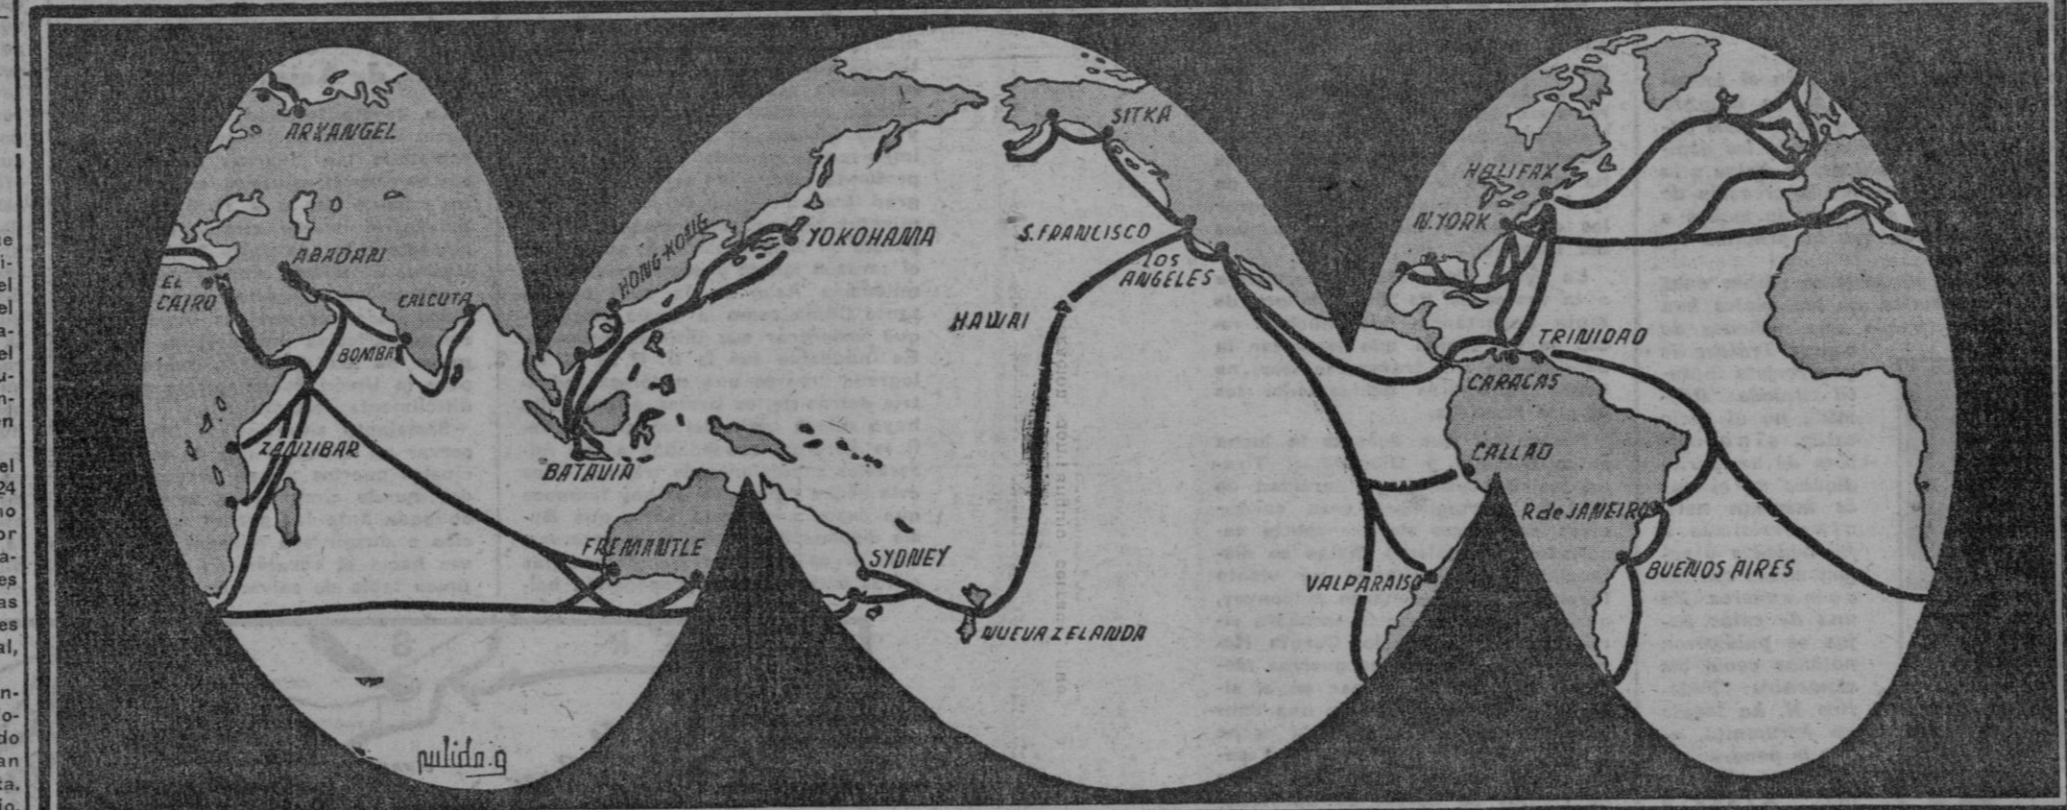 ARKANGEL
ABADAN
EL
CAIRO
CALCUTA
BOMBAY
ZANZIBAR
FREMANTLE
HONG-KONG
YOKOHAMA
BATAVIA
SYDNEY
NUEVA ZELANDA
HAWAI
SITKA
S. FRANCISCO
LOS
ANGELES
HALIFAX
N. YORK
TRINIDAD
CARACAS
CALLAO
R de JANEIRO
VALPARAISO
BUENOS AIRES
pulido.g